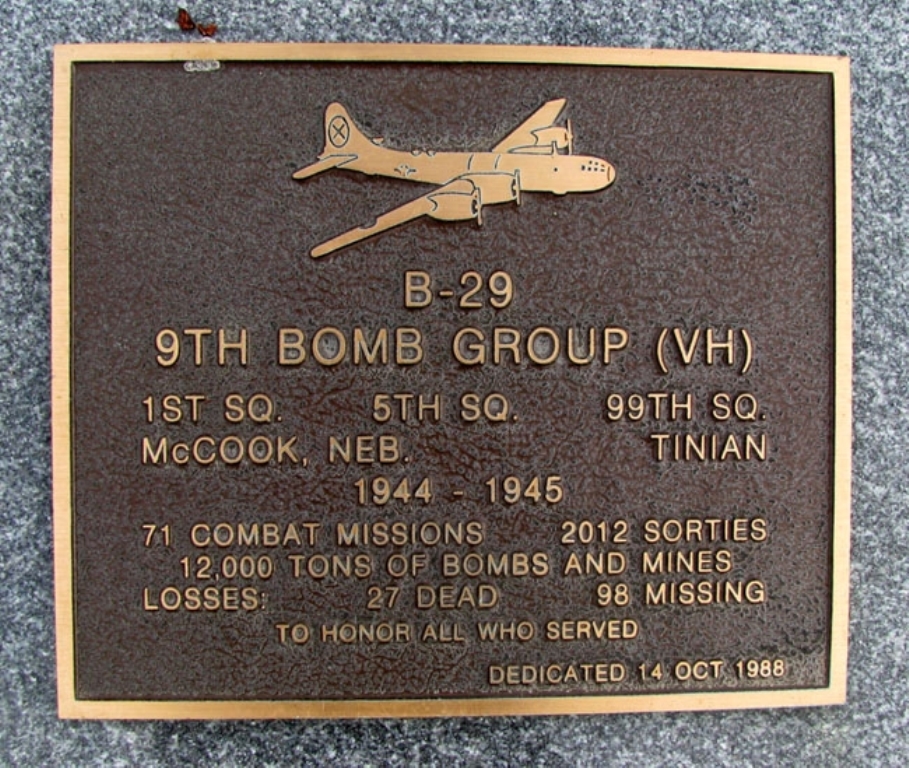 B-29
9TH BOMB GROUP (VH)
1ST SQ. 5TH SQ. 99TH SQ.
McCOOK, NEB. TINIAN
1944 - 1945
71 COMBAT MISSIONS 2012 SORTIES
12,000 TONS OF BOMBS AND MINES
LOSSES: 27 DEAD 98 MISSING
TO HONOR ALL WHO SERVED
DEDICATED 14 OCT 1988